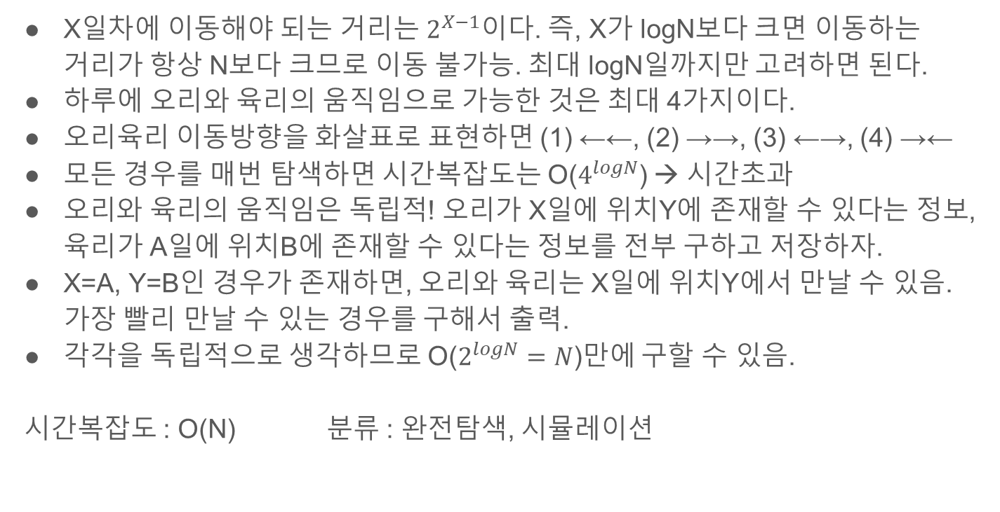 ● X일차에 이동해야 되는 거리는 2^{X-1}이다. 즉, X가 logN보다 크면 이동하는
거리가 항상 N보다 크므로 이동 불가능. 최대 logN일까지만 고려하면 된다.
● 하루에 오리와 육리의 움직임으로 가능한 것은 최대 4가지이다.
● 오리육리 이동방향을 화살표로 표현하면 (1) ←←, (2) →→, (3) ←→, (4) →←
● 모든 경우를 매번 탐색하면 시간복잡도는 O(4^{logN}) → 시간초과
● 오리와 육리의 움직임은 독립적! 오리가 X일에 위치Y에 존재할 수 있다는 정보,
육리가 A일에 위치B에 존재할 수 있다는 정보를 전부 구하고 저장하자.
● X=A, Y=B인 경우가 존재하면, 오리와 육리는 X일에 위치Y에서 만날 수 있음.
가장 빨리 만날 수 있는 경우를 구해서 출력.
● 각각을 독립적으로 생각하므로 O(2^{logN} = N)만에 구할 수 있음.
시간복잡도 : O(N) 분류 : 완전탐색, 시뮬레이션